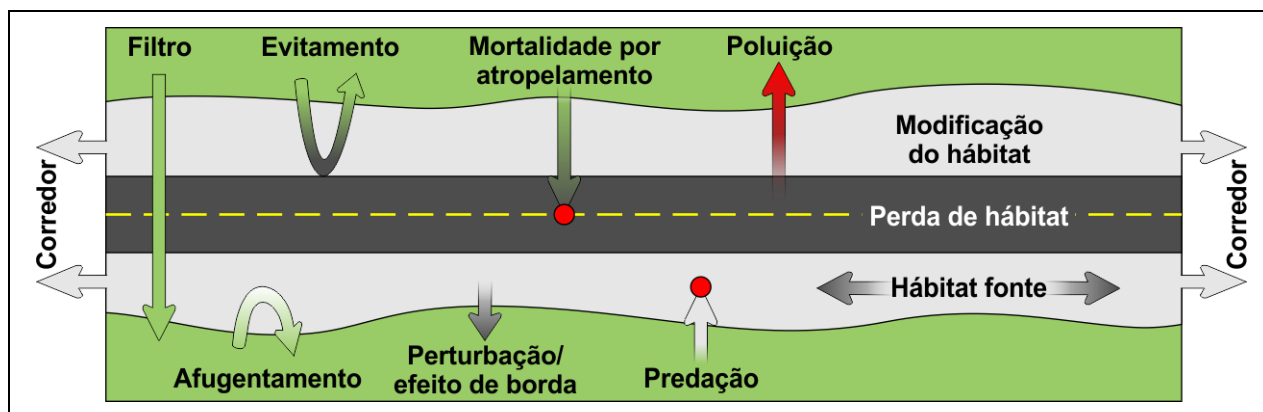 Filtro
Evitamento
Mortalidade por
atropelamento
Poluição
Modificação
do hábitat
Corredor
Corredor
Perda de hábitat
Hábitat fonte
Afugentamento
Perturbação/
efeito de borda
Predação